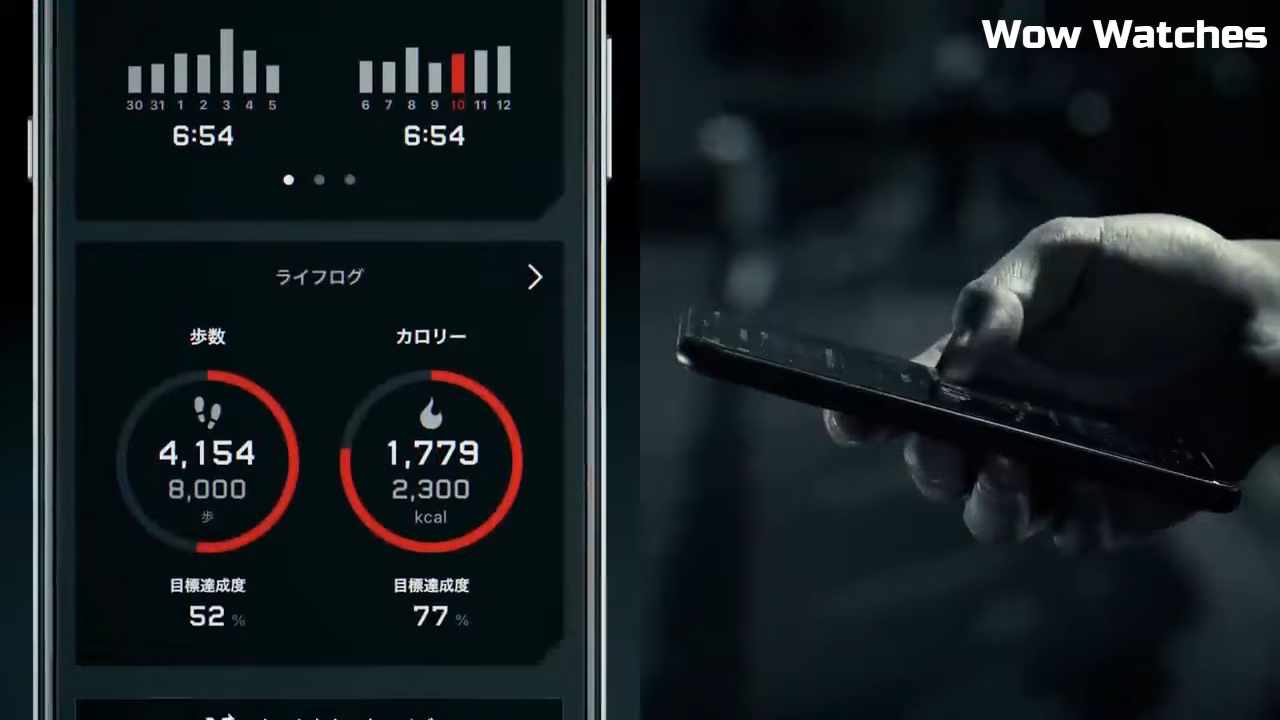 Wow Watches
30 31 1 2 3 4 5
6:54
6 7 8 9 10 11 12
6:54
ライフログ
歩数
4,154
8,000
歩
目標達成度
52 %
カロリー
1,779
2,300
kcal
目標達成度
77 %